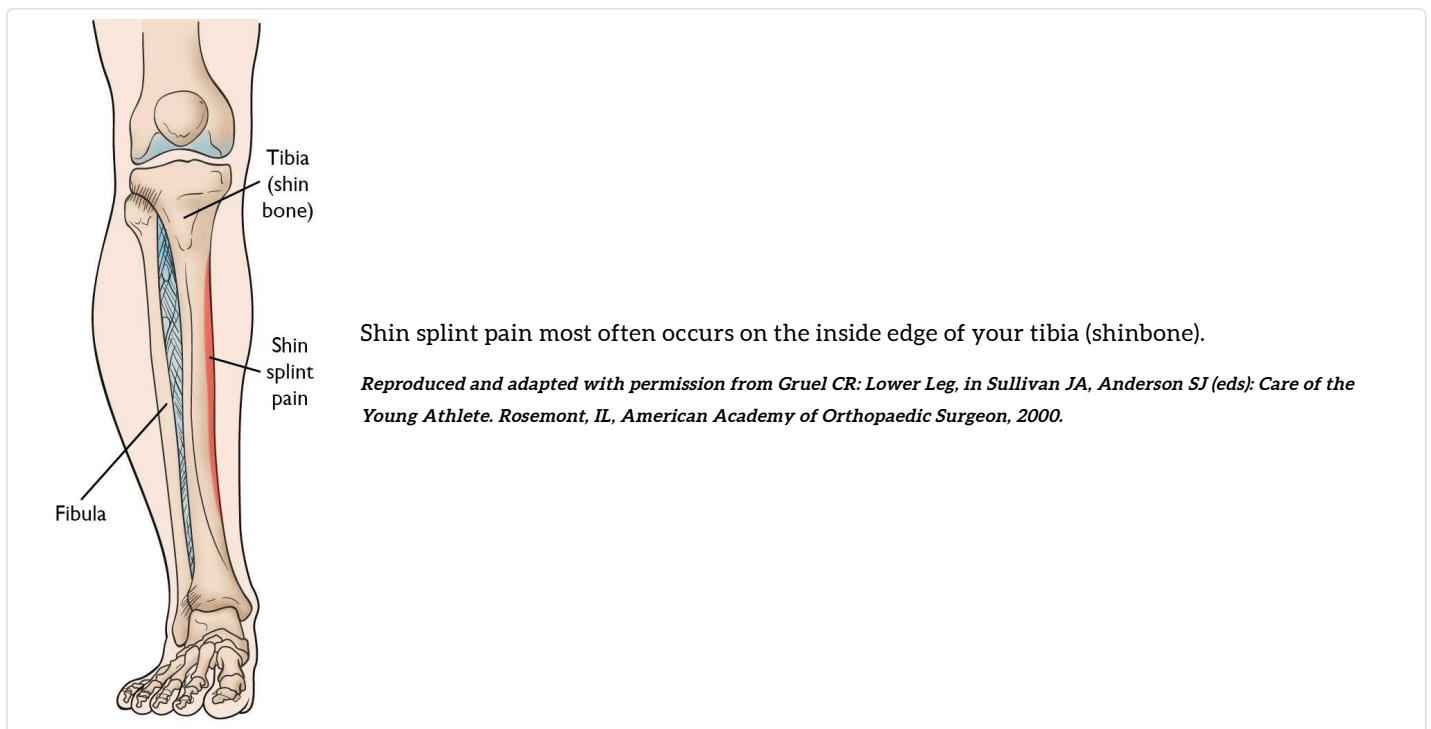 Tibia
(shin
bone)
Shin
splint
pain
Fibula
Shin splint pain most often occurs on the inside edge of your tibia (shinbone).
Reproduced and adapted with permission from Gruel CR: Lower Leg, in Sullivan JA, Anderson SJ (eds): Care of the
Young Athlete. Rosemont, IL, American Academy of Orthopaedic Surgeon, 2000.